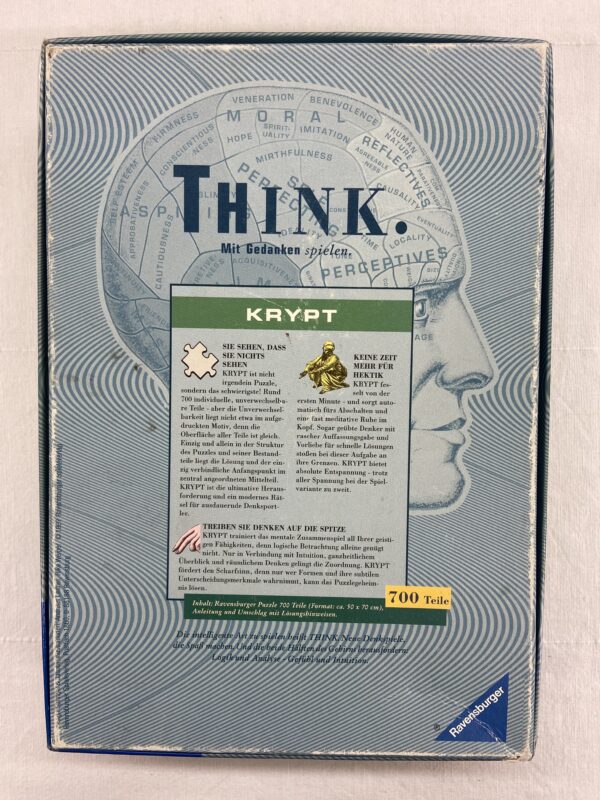 VENERATION
BENEVOLENCE
MORAL
FIRMNESS
CONSCIENTIOUS
NESS
HOPE
SPIRIT-
UALITY
IMITATION
HUMAN
NATURE
REFLECTIVES
AGREEABLE
NESS
MIRTHFULNESS
SELF ESTEEM
APPROBATIVENESS
CAUTIOUSNESS
CAUSALITY
TIME
LOCALITY
EVENTUALITY
PERCEPTIVES
SIZE
THINK.
Mit Gedanken spielen.
KRYPT
SIE SEHEN, DASS
SIE NICHTS
SEHEN
KRYPT ist nicht
irgendein Puzzle,
sondern das schwierigste! Rund
700 individuelle, unverwechselba-
re Teile - aber die Unverwechsel-
barkeit liegt nicht etwa im aufge-
druckten Motiv, denn die
Oberfläche aller Teile ist gleich.
Einzig und allein in der Struktur
des Puzzles und seiner Bestand-
teile liegt die Lösung und der ein-
zig verbindliche Anfangspunkt im
zentral angeordneten Mittelteil.
KRYPT ist die ultimative Heraus-
forderung und ein modernes Rät-
sel für ausdauernde Denksport-
ler.
KEINE ZEIT
MEHR FÜR
HEKTIK
KRYPT fes-
selt von der
ersten Minute - und sorgt auto-
matisch fürs Abschalten und
ein- fast meditative Ruhe im
Kopf. Sogar geübte Denker mit
rascher Auffassungsgabe und
Vorliebe für schnelle Lösungen
stoßen bei dieser Aufgabe an
ihre Grenzen. KRYPT bietet
absolute Entspannung - trotz
aller Spannung bei der Spiel-
variante zu zweit.
TREIBEN SIE DENKEN AUF DIE SPITZE
KRYPT trainiert das mentale Zusammenspiel all Ihrer geisti-
gen Fähigkeiten, denn logische Betrachtung alleine genügt
nicht. Nur in Verbindung mit Intuition, ganzheitlichem
Überblick und räumlichem Denken gelingt die Zuordnung. KRYPT
fördert den Scharfsinn, denn nur wer Formen und ihre subtilen
Unterscheidungsmerkmale wahrnimmt, kann das Puzzlegeheim-
nis lösen.
700 Teile
Inhalt: Ravensburger Puzzle 700 Teile (Format: ca. 50 x 70 cm),
Anleitung und Umschlag mit Lösungshinweisen.
Die intelligente Art zu spielen heißt THINK. Neue Denkspiele,
die Spaß machen. Und die beide Hälften des Gehirns herausfordern:
Logik und Analyse - Gefühl und Intuition.
Ravensburger